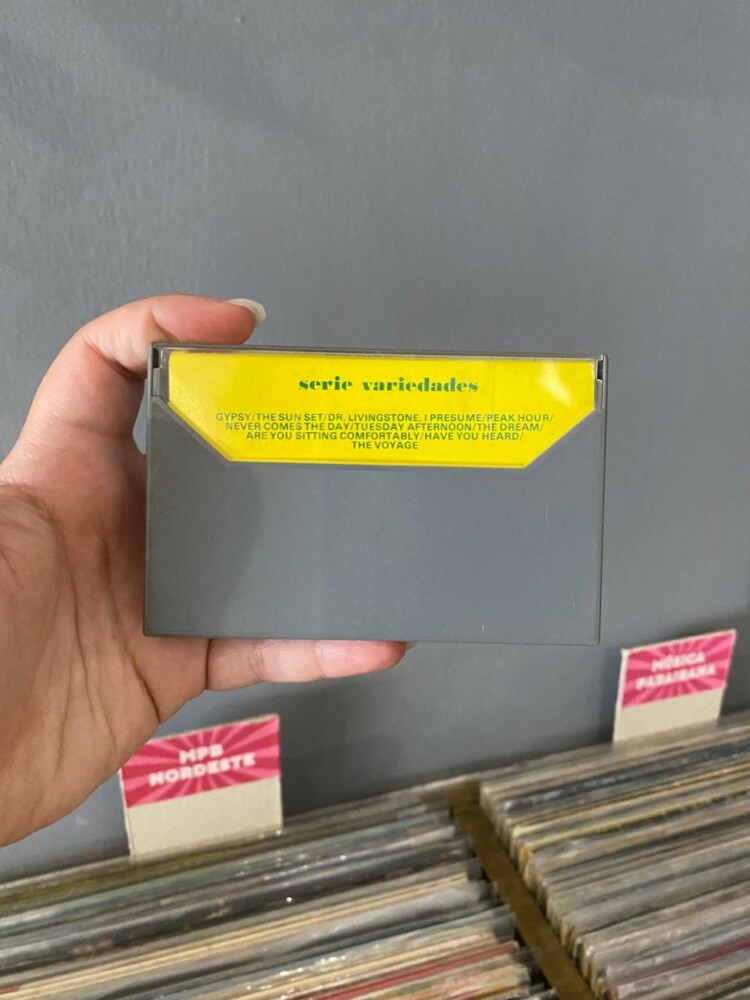 serie variedades
GYPSY/THE SUN SET/DR. LIVINGSTONE, I PRESUME/PEAK HOUR/
NEVER COMES THE DAY/TUESDAY AFTERNOON/THE DREAM/
ARE YOU SITTING COMFORTABLY/HAVE YOU HEARD/
THE VOYAGE
MÚSICA
PARAIBANA
MPB
NORDESTE